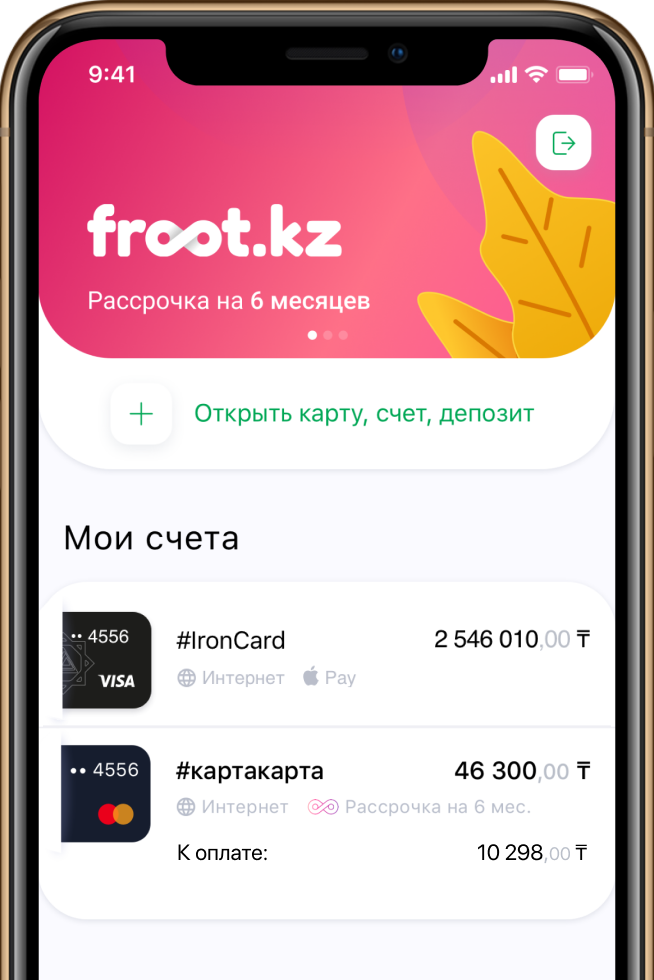 9:41
froot.kz
Рассрочка на 6 месяцев
Открыть карту, счет, депозит
Мои счета
•• 4556
VISA
#IronCard
2 546 010,00 ₸
Интернет
Pay
•• 4556
#картакарта
46 300,00 ₸
Интернет
Рассрочка на 6 мес.
К оплате:
10 298,00 ₸